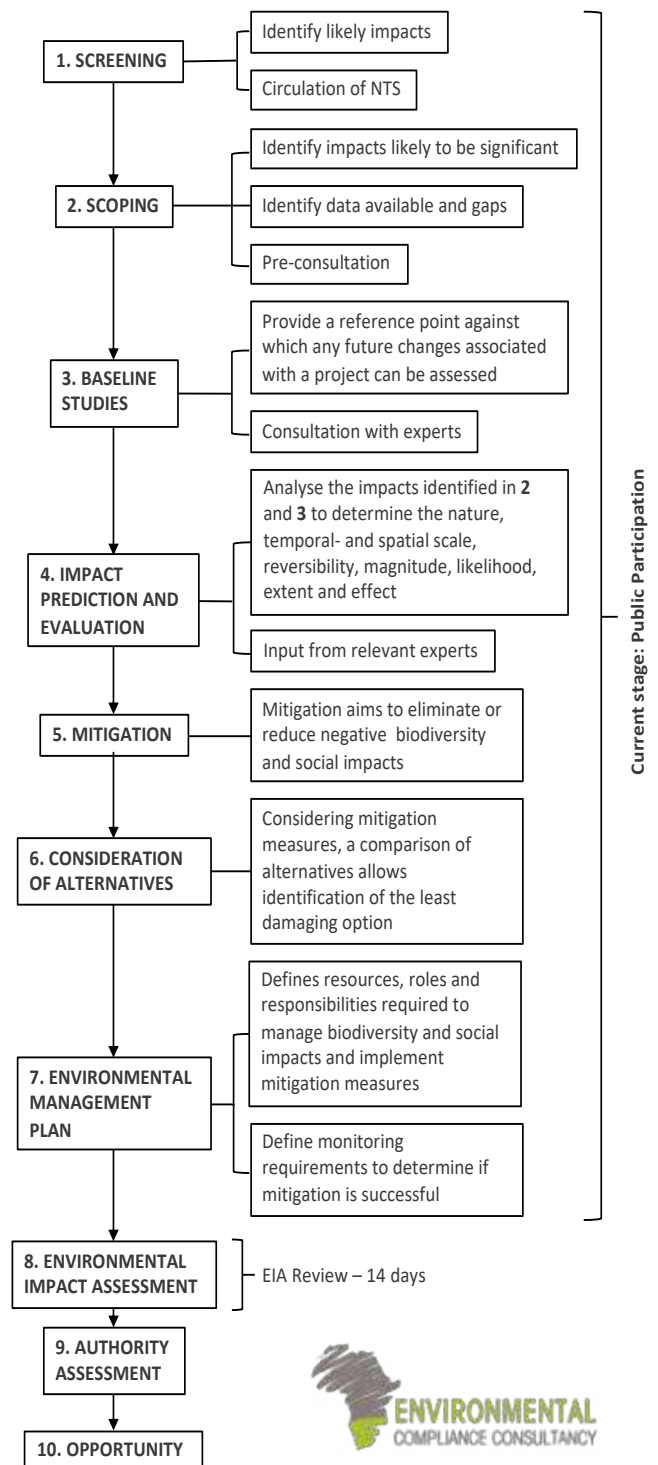 1. SCREENING
Identify likely impacts
Circulation of NTS
2. SCOPING
Identify impacts likely to be significant
Identify data available and gaps
Pre-consultation
3. BASELINE
STUDIES
Provide a reference point against
which any future changes associated
with a project can be assessed
Consultation with experts
4. IMPACT
PREDICTION AND
EVALUATION
Analyse the impacts identified in 2
and 3 to determine the nature,
temporal- and spatial scale,
reversibility, magnitude, likelihood,
extent and effect
Input from relevant experts
5. MITIGATION
Mitigation aims to eliminate or
reduce negative biodiversity
and social impacts
6. CONSIDERATION
OF ALTERNATIVES
Considering mitigation
measures, a comparison of
alternatives allows
identification of the least
damaging option
7. ENVIRONMENTAL
MANAGEMENT
PLAN
Defines resources, roles and
responsibilities required to
manage biodiversity and social
impacts and implement
mitigation measures
Define monitoring
requirements to determine if
mitigation is successful
Current stage: Public Participation
8. ENVIRONMENTAL
IMPACT ASSESSMENT
EIA Review – 14 days
9. AUTHORITY
ASSESSMENT
10. OPPORTUNITY
ENVIRONMENTAL
COMPLIANCE CONSULTANCY